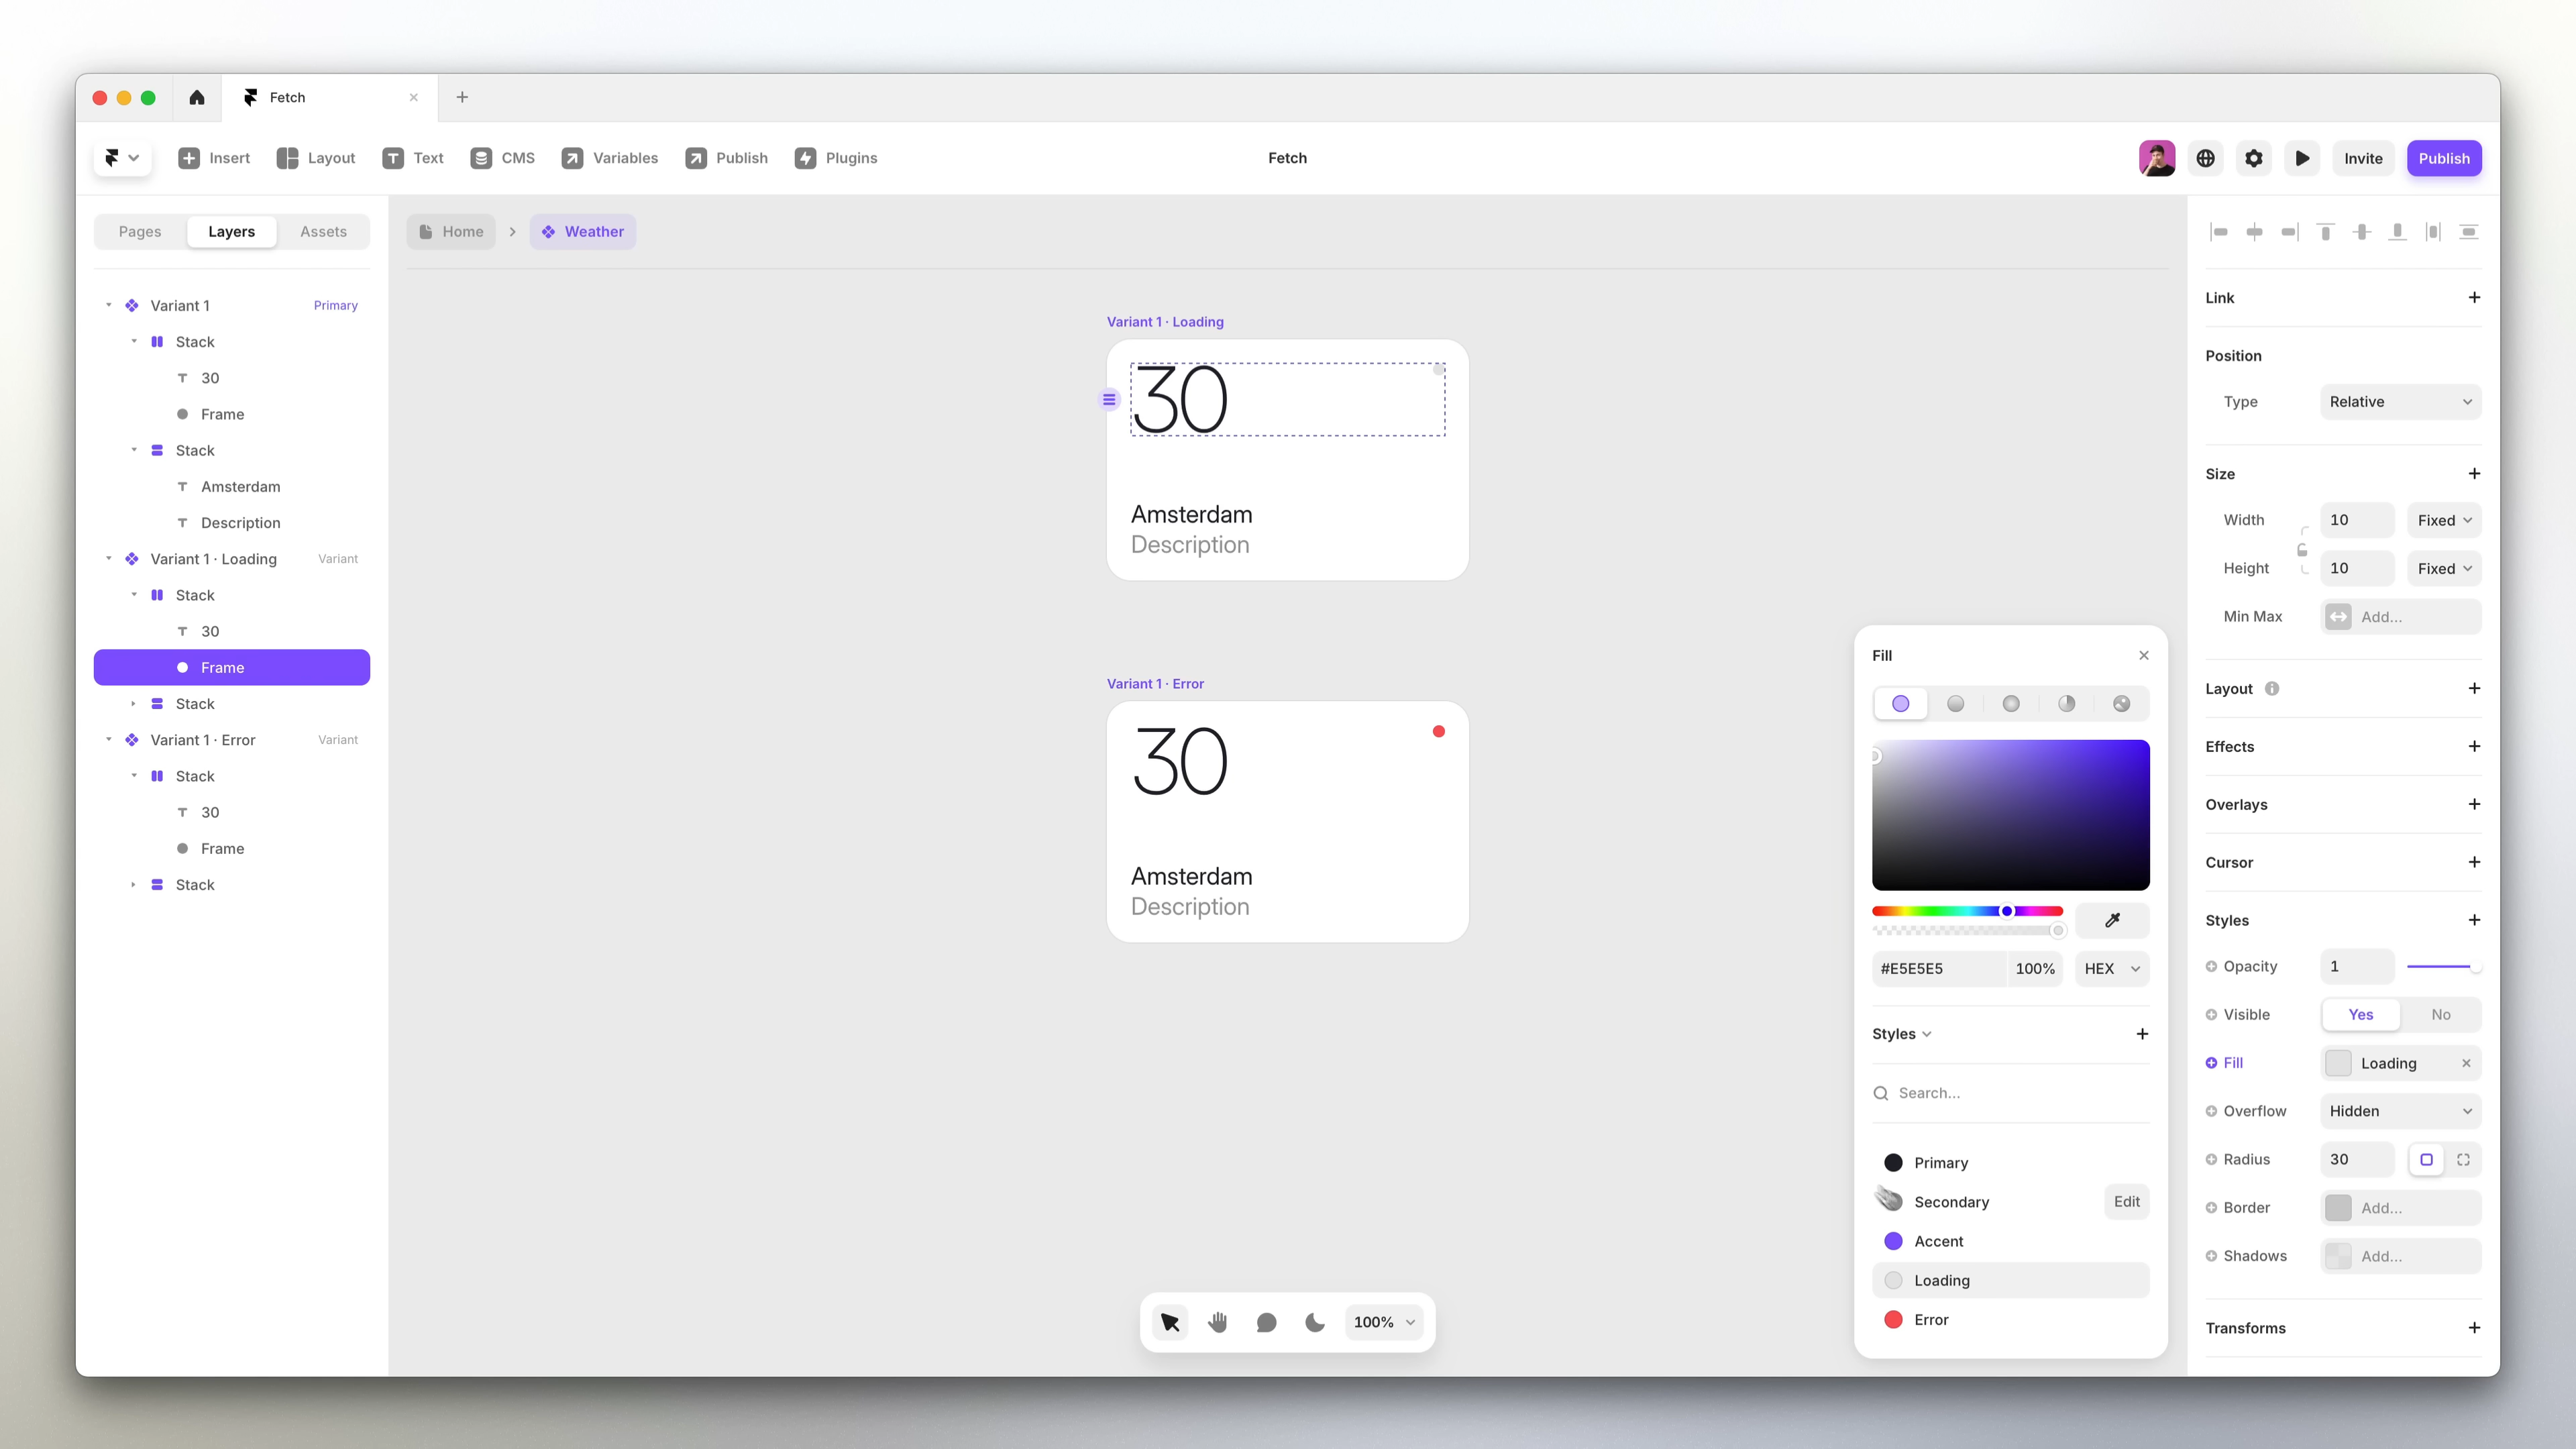 Fetch
Insert
Layout
Text
CMS
Variables
Publish
Plugins
Fetch
Invite
Publish
Pages
Layers
Assets
Variant 1
Primary
Stack
30
Frame
Stack
Amsterdam
Description
Variant 1 · Loading
Variant
Stack
30
Frame
Stack
Variant 1 · Error
Variant
Stack
30
Frame
Stack
Home
Weather
Variant 1 · Loading
30
Amsterdam
Description
Variant 1 · Error
30
Amsterdam
Description
100%
Fill
#E5E5E5
100%
HEX
Styles
Search...
Primary
Secondary
Edit
Accent
Loading
Error
Link
Position
Type
Relative
Size
Width
10
Fixed
Height
10
Fixed
Min Max
Add...
Layout
Effects
Overlays
Cursor
Styles
Opacity
1
Visible
Yes
No
Fill
Loading
Overflow
Hidden
Radius
30
Border
Add...
Shadows
Add...
Transforms